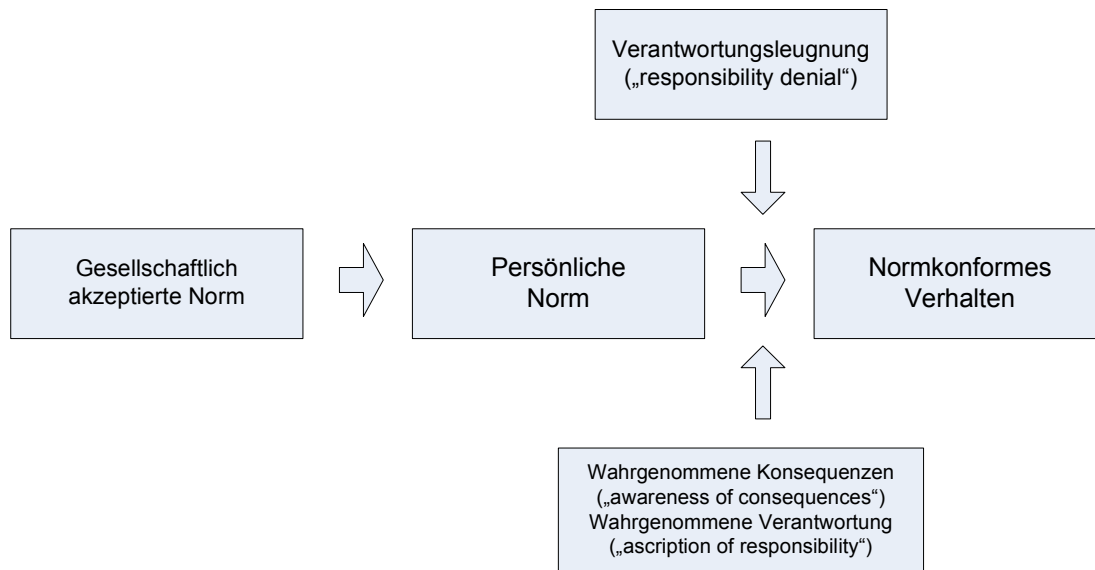 Verantwortungsleugnung
(„responsibility denial“)
Gesellschaftlich
akzeptierte Norm
Persönliche
Norm
Normkonformes
Verhalten
Wahrgenommene Konsequenzen
(„awareness of consequences“)
Wahrgenommene Verantwortung
(„ascription of responsibility“)